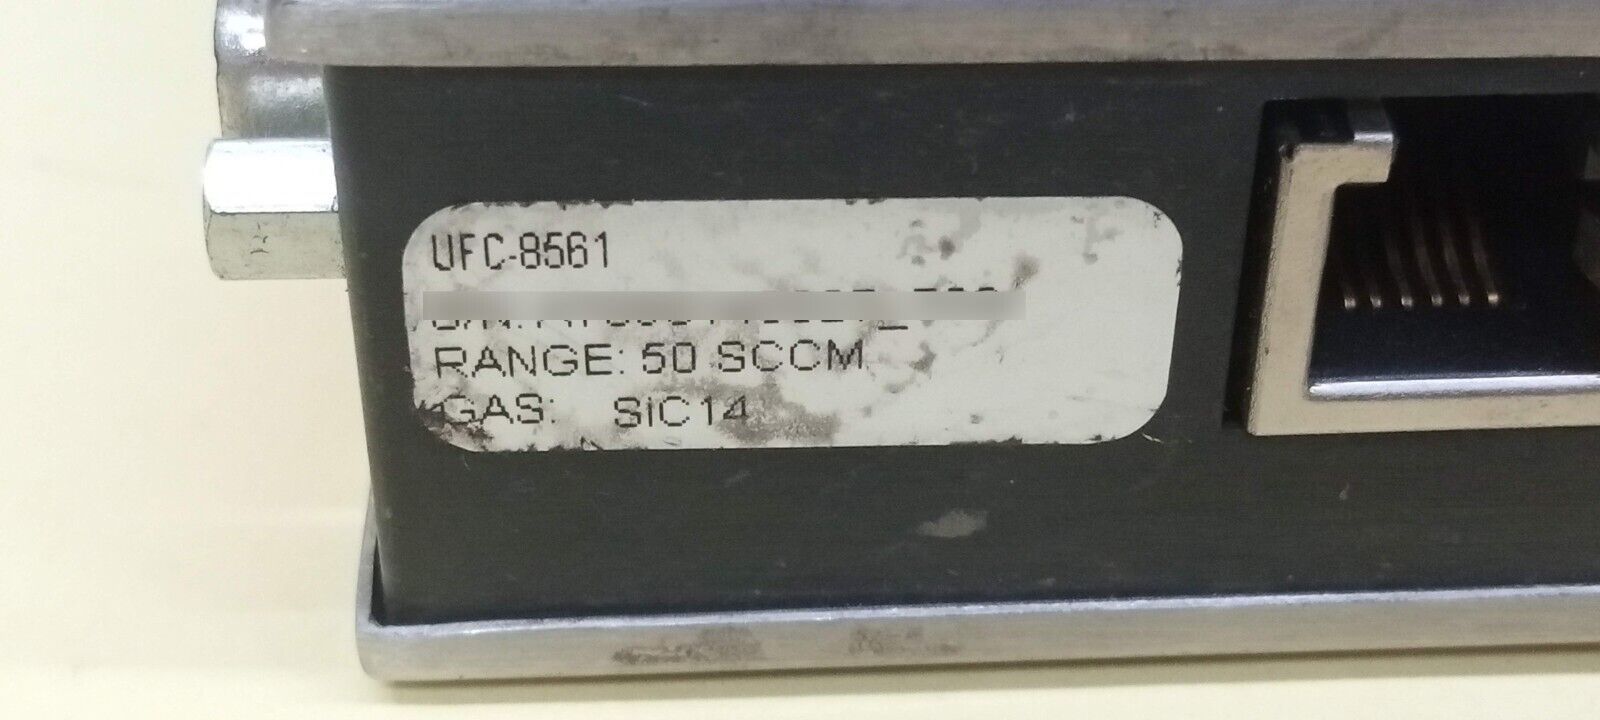 UFC-8561
S/N:
RANGE: 50 SCCM
GAS: SiC14